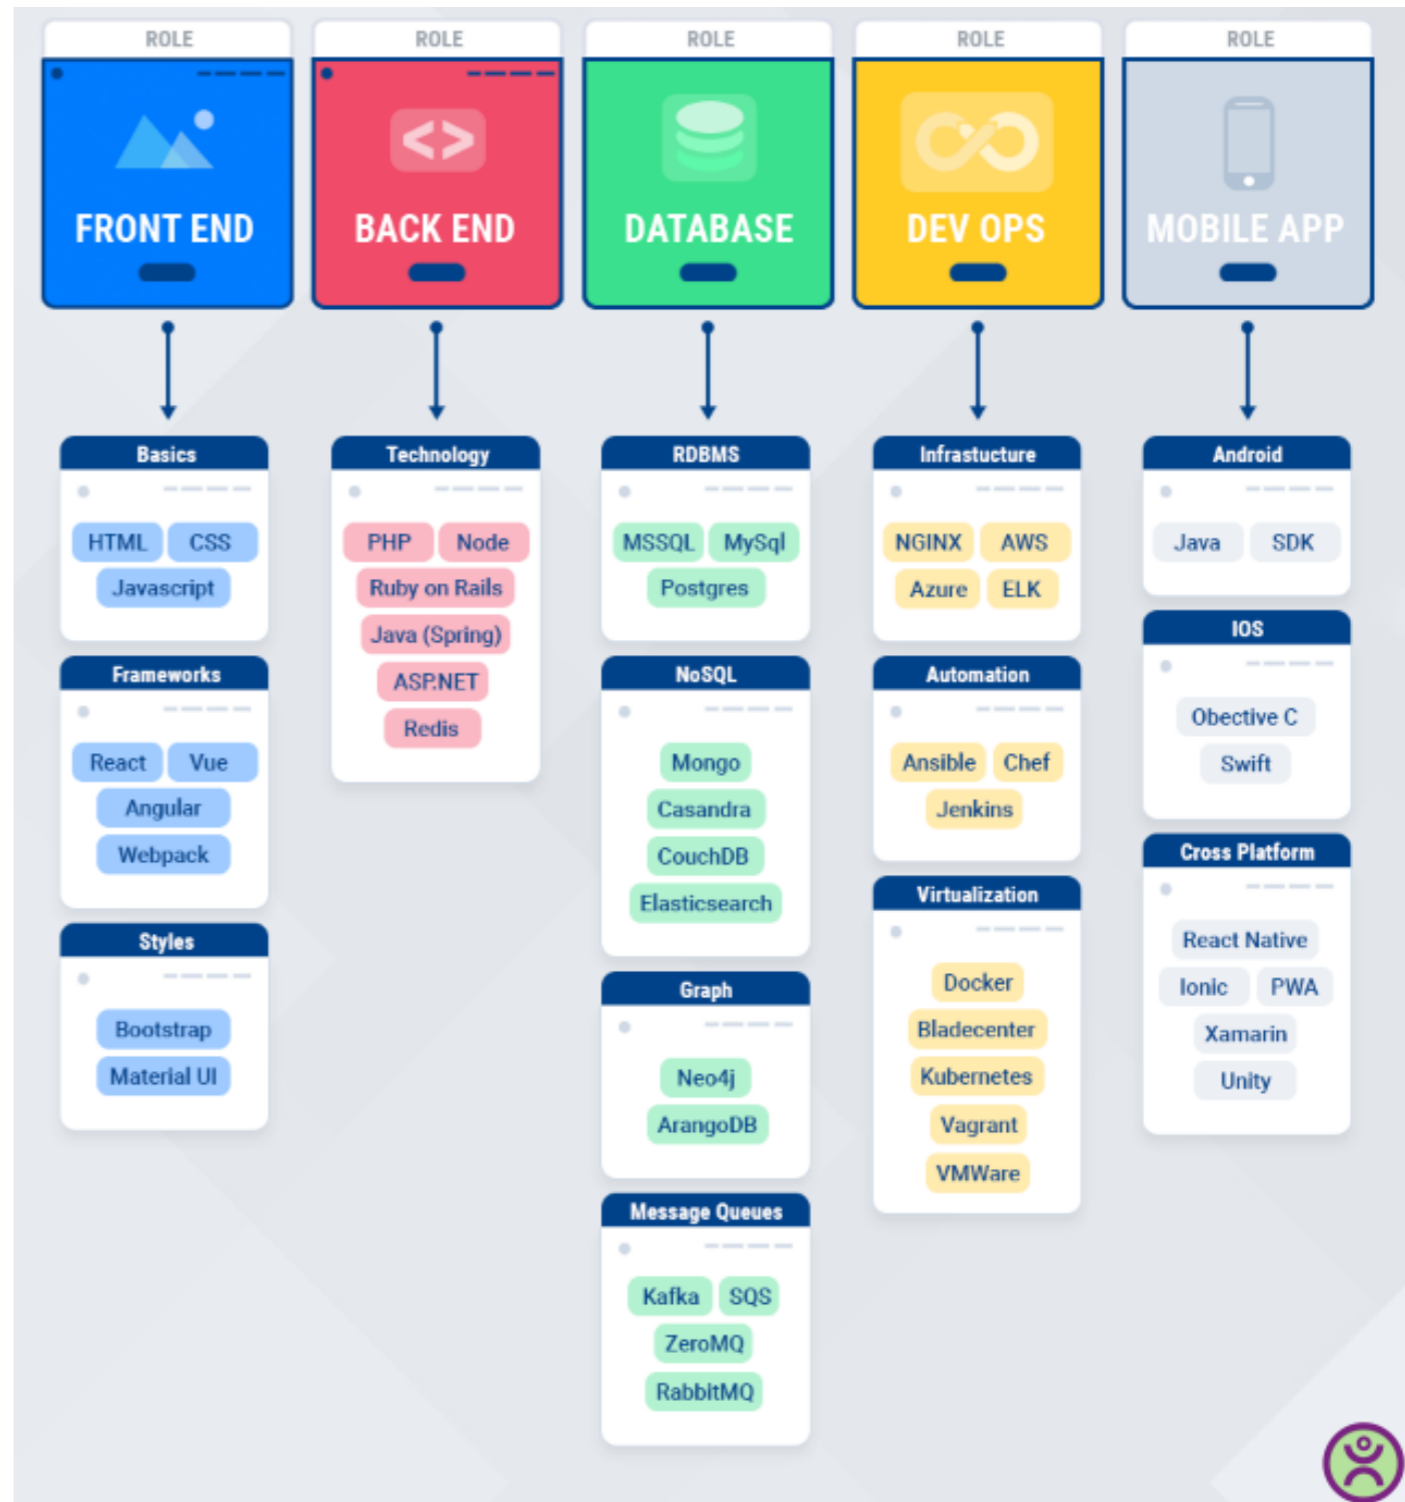 ROLE
FRONT END
Basics
HTML CSS
Javascript
Frameworks
React Vue
Angular
Webpack
Styles
Bootstrap
Material UI
ROLE
BACK END
Technology
PHP Node
Ruby on Rails
Java (Spring)
ASP.NET
Redis
ROLE
DATABASE
RDBMS
MSSQL MySql
Postgres
NoSQL
Mongo
Casandra
CouchDB
Elasticsearch
Graph
Neo4j
ArangoDB
Message Queues
Kafka SQS
ZeroMQ
RabbitMQ
ROLE
DEV OPS
Infrastucture
NGINX AWS
Azure ELK
Automation
Ansible Chef
Jenkins
Virtualization
Docker
Bladecenter
Kubernetes
Vagrant
VMWare
ROLE
MOBILE APP
Android
Java SDK
IOS
Obective C
Swift
Cross Platform
React Native
Ionic PWA
Xamarin
Unity